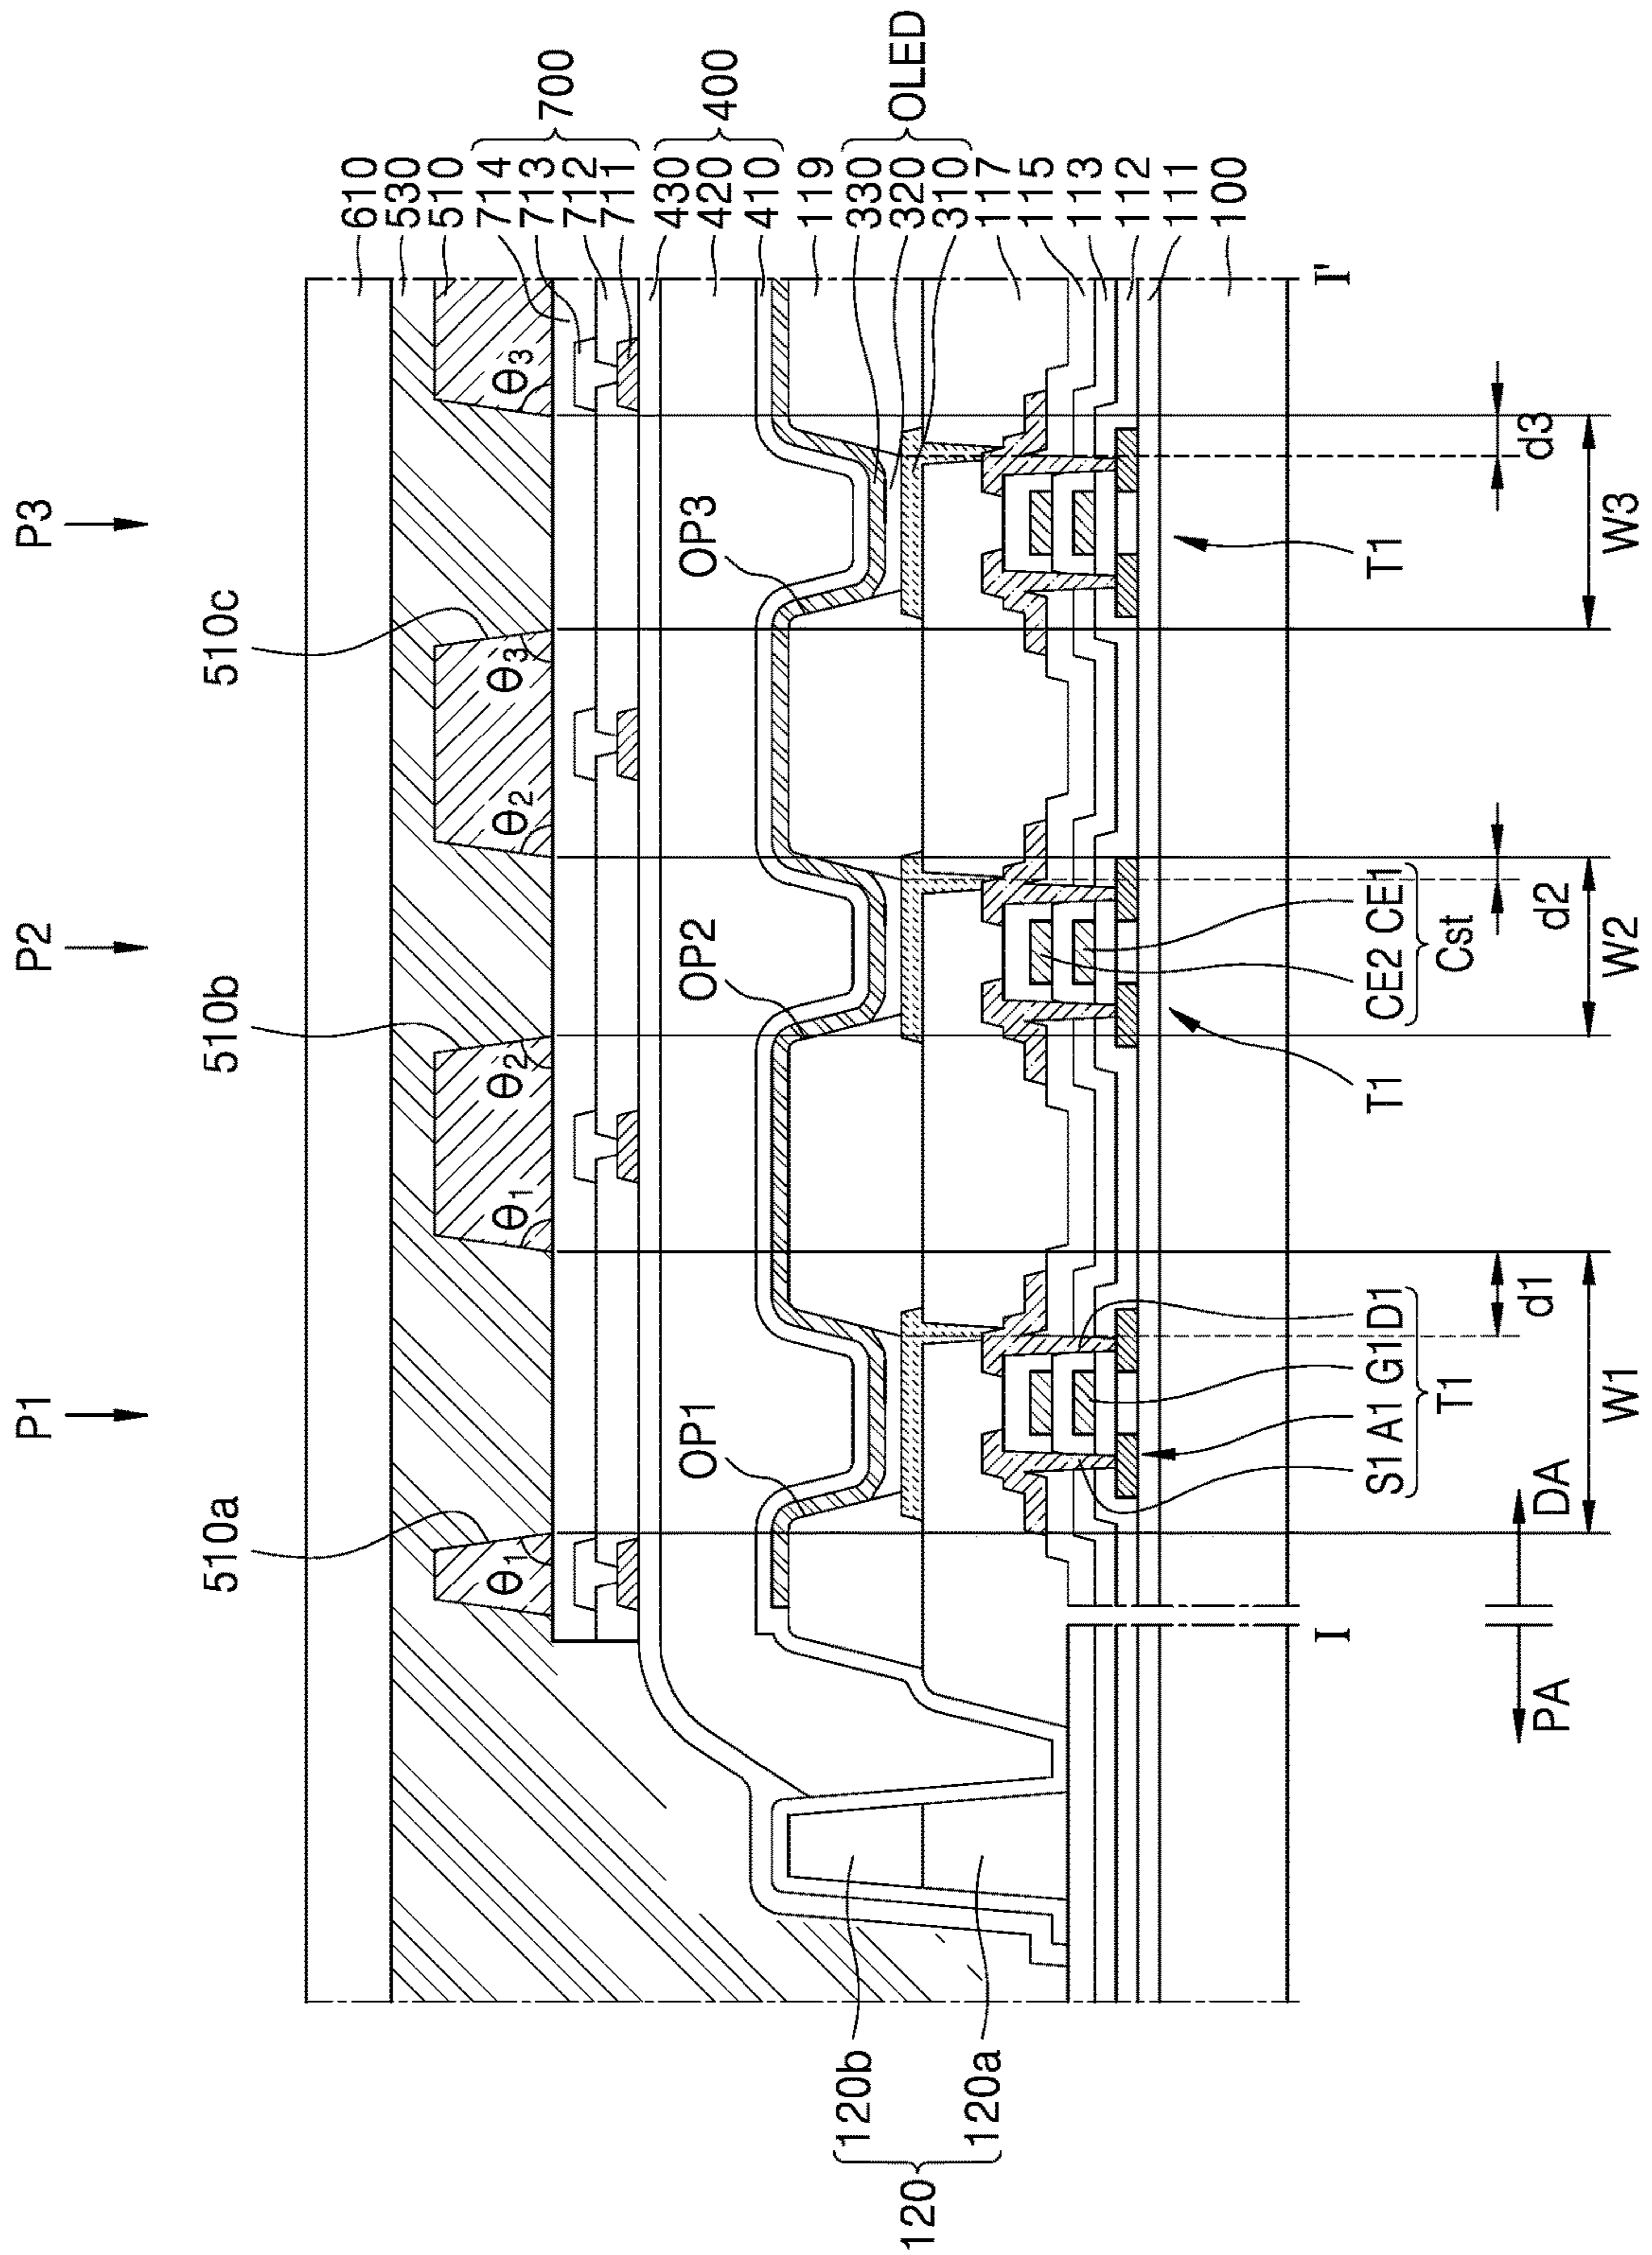 P1
P2
P3
510a
510b
510c
610
530
510
714
713
712
711
700
430
420
410
400
119
330
320
310
OLED
117
115
113
112
111
100
θ1
θ1
θ2
θ2
θ3
θ3
OP1
OP2
OP3
120b
120a
120
I
I'
S1 A1 G1 D1
T1
T1
CE2 CE1
Cst
T1
PA
DA
d1
d2
d3
W1
W2
W3